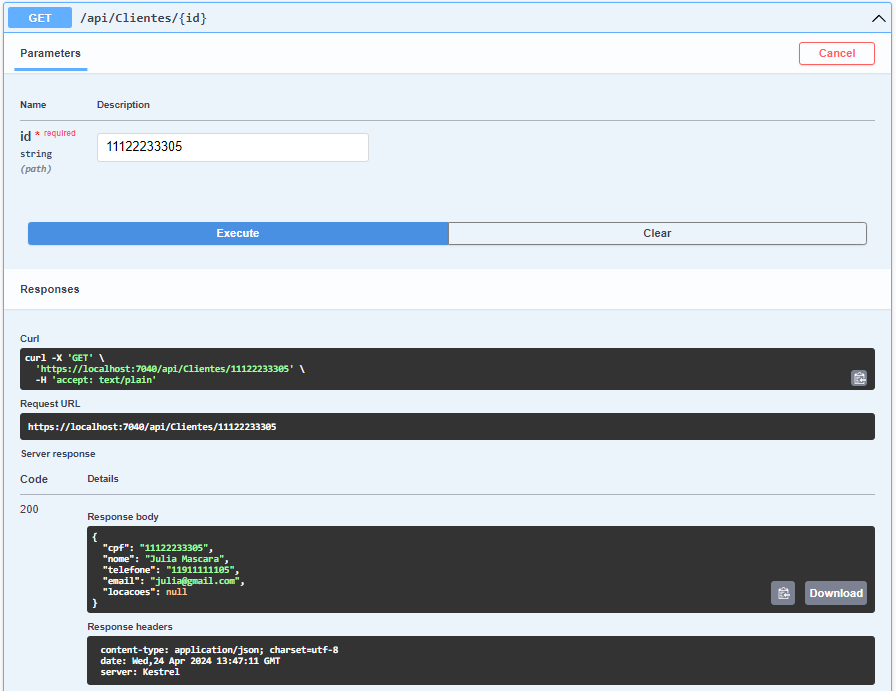 GET /api/Clientes/{id}
Parameters
Cancel
Name Description
id * required
string
(path)
11122233305
Execute
Clear
Responses
Curl
curl -X 'GET' \
'https://localhost:7040/api/Clientes/11122233305' \
-H 'accept: text/plain'
Request URL
https://localhost:7040/api/Clientes/11122233305
Server response
Code Details
200
Response body
{
"cpf": "11122233305",
"nome": "Julia Mascara",
"telefone": "11911111105",
"email": "julia@gmail.com",
"locacoes": null
}
Download
Response headers
content-type: application/json; charset=utf-8
date: Wed,24 Apr 2024 13:47:11 GMT
server: Kestrel